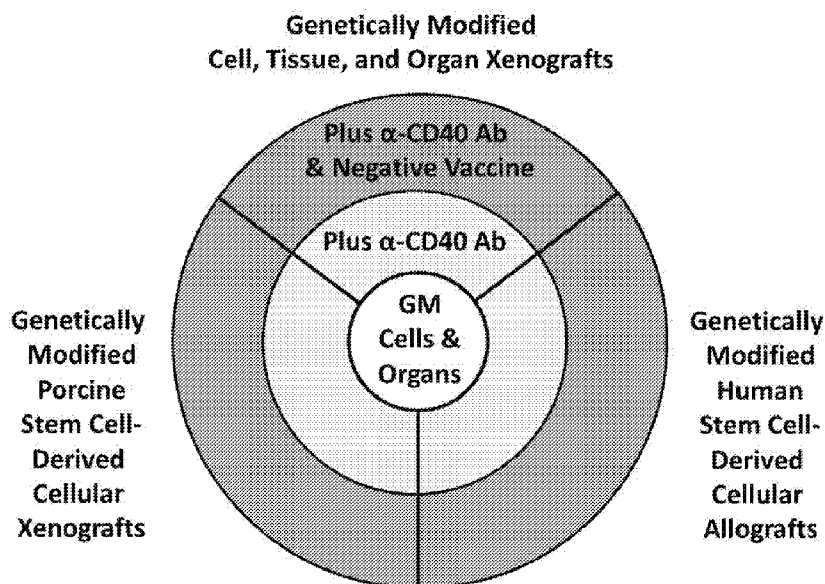 Genetically Modified
Cell, Tissue, and Organ Xenografts
Plus α-CD40 Ab
& Negative Vaccine
Plus α-CD40 Ab
GM
Cells &
Organs
Genetically
Modified
Porcine
Stem Cell-
Derived
Cellular
Xenografts
Genetically
Modified
Human
Stem Cell-
Derived
Cellular
Allografts